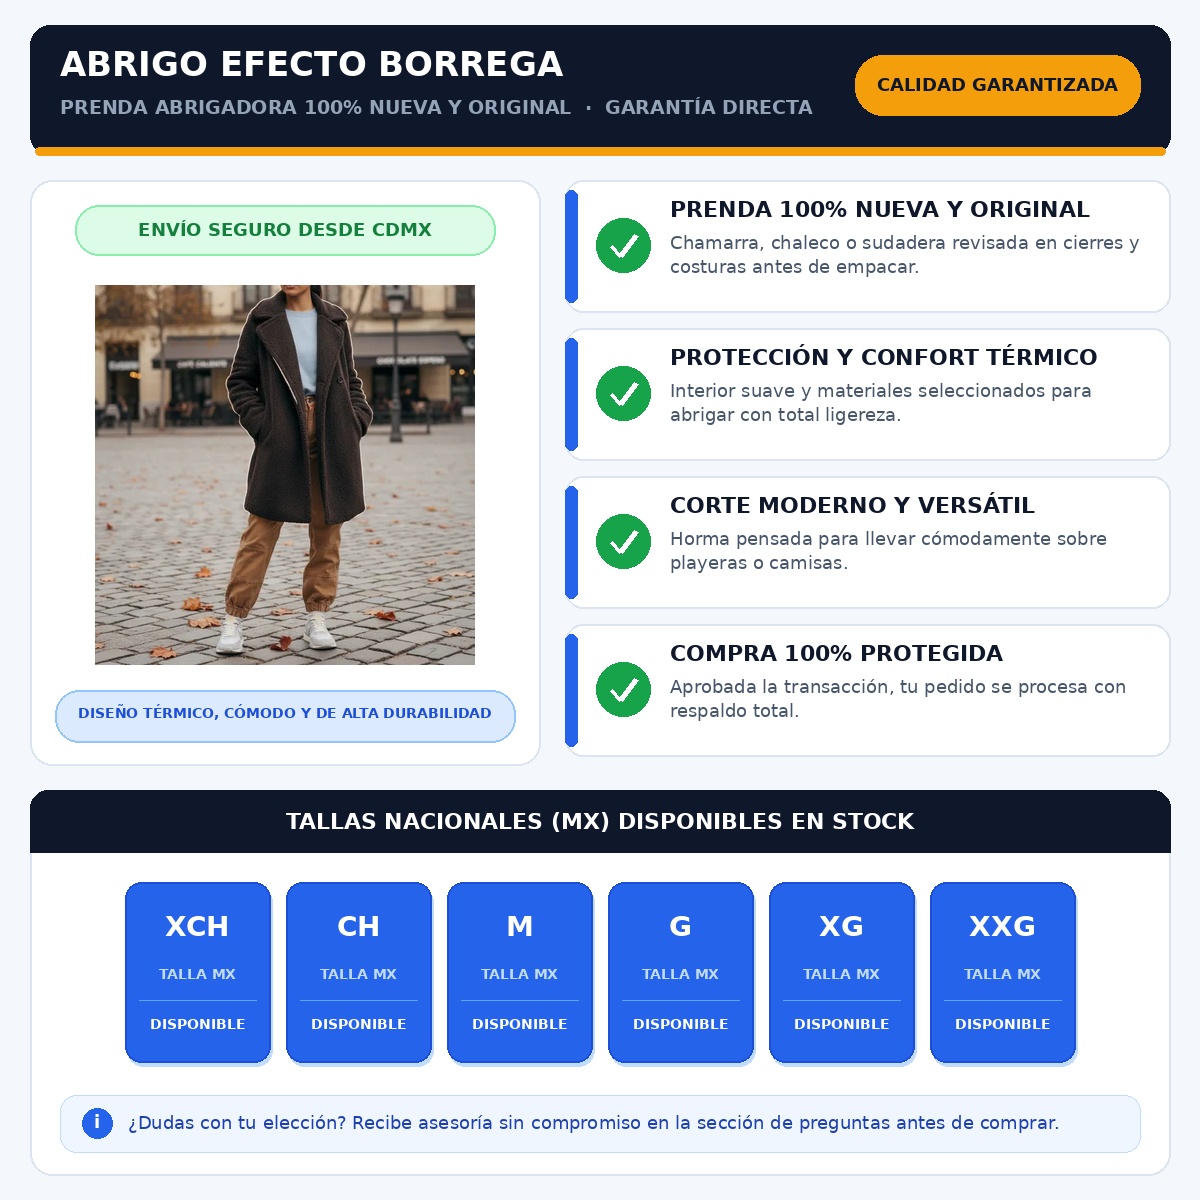 ABRIGO EFECTO BORREGA
PRENDA ABRIGADORA 100% NUEVA Y ORIGINAL · GARANTÍA DIRECTA
CALIDAD GARANTIZADA
ENVÍO SEGURO DESDE CDMX
DISEÑO TÉRMICO, CÓMODO Y DE ALTA DURABILIDAD
PRENDA 100% NUEVA Y ORIGINAL
Chamarra, chaleco o sudadera revisada en cierres y
costuras antes de empacar.
PROTECCIÓN Y CONFORT TÉRMICO
Interior suave y materiales seleccionados para
abrigar con total ligereza.
CORTE MODERNO Y VERSÁTIL
Horma pensada para llevar cómodamente sobre
playeras o camisas.
COMPRA 100% PROTEGIDA
Aprobada la transacción, tu pedido se procesa con
respaldo total.
TALLAS NACIONALES (MX) DISPONIBLES EN STOCK
XCH
TALLA MX
DISPONIBLE
CH
TALLA MX
DISPONIBLE
M
TALLA MX
DISPONIBLE
G
TALLA MX
DISPONIBLE
XG
TALLA MX
DISPONIBLE
XXG
TALLA MX
DISPONIBLE
i
¿Dudas con tu elección? Recibe asesoría sin compromiso en la sección de preguntas antes de comprar.